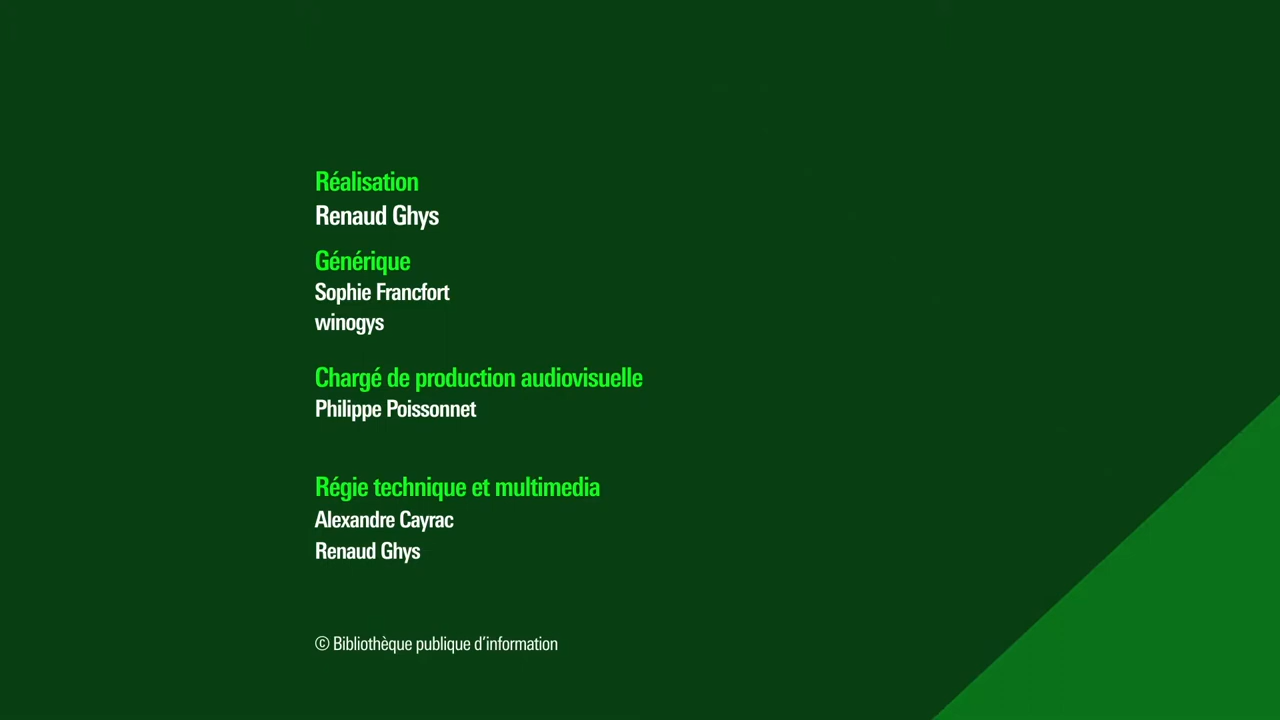 Réalisation
Renaud Ghys
Générique
Sophie Francfort
winogys
Chargé de production audiovisuelle
Philippe Poissonnet
Régie technique et multimedia
Alexandre Cayrac
Renaud Ghys
© Bibliothèque publique d’information